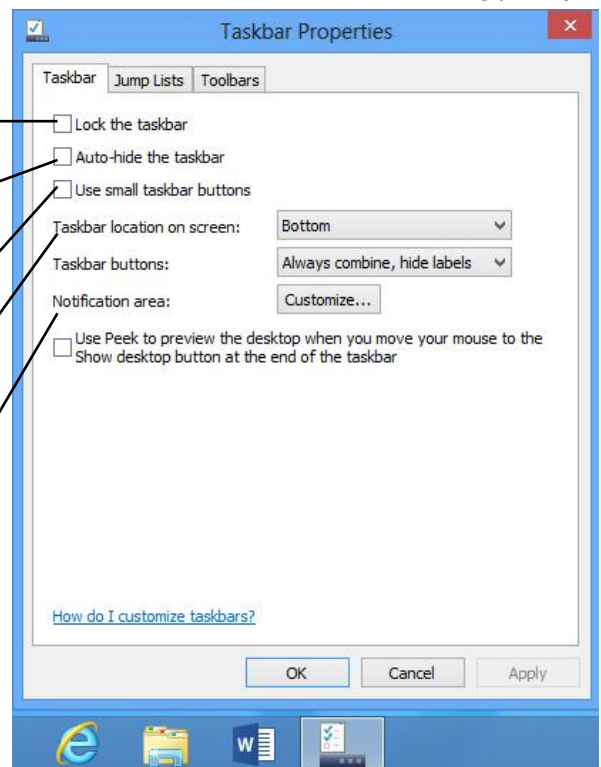 Taskbar Properties
Taskbar Jump Lists Toolbars
Lock the taskbar
Auto-hide the taskbar
Use small taskbar buttons
Taskbar location on screen: Bottom
Taskbar buttons: Always combine, hide labels
Notification area: Customize...
Use Peek to preview the desktop when you move your mouse to the
Show desktop button at the end of the taskbar
How do I customize taskbars?
OK Cancel Apply